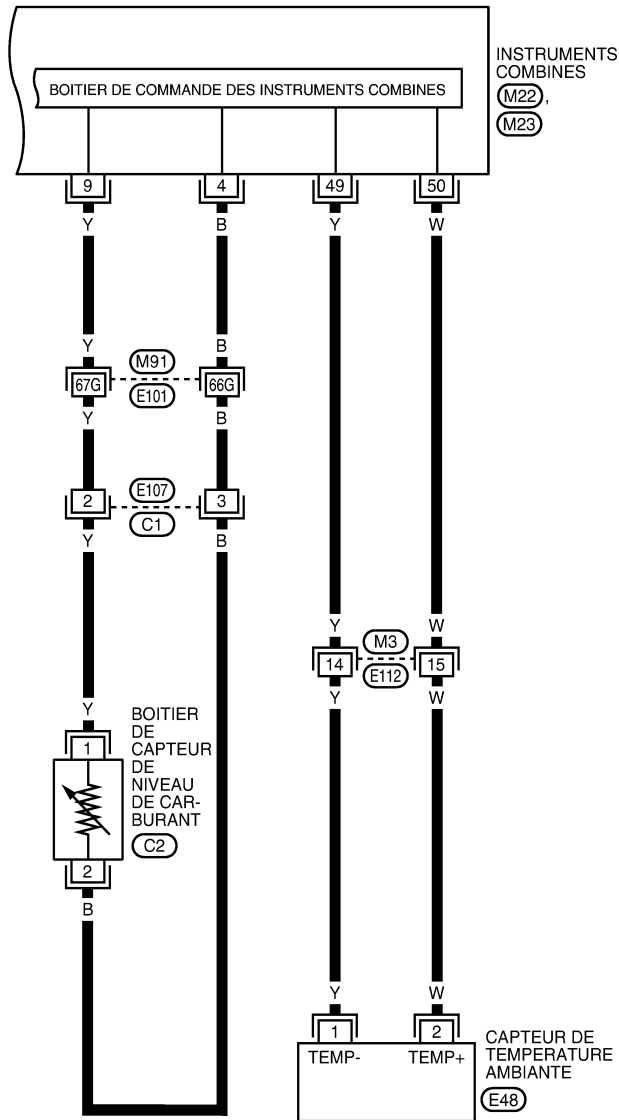 INSTRUMENTS
COMBINES
M22,
M23
BOITIER DE COMMANDE DES INSTRUMENTS COMBINES
9 4 49 50
Y B Y W
Y B
M91
67G 66G
E101
Y B
E107
2 3
C1
Y B
Y W
M3
14 15
E112
Y W
Y
1
BOITIER
DE
CAPTEUR
DE
NIVEAU
DE CAR-
BURANT
C2
2
B
Y W
1 2
TEMP- TEMP+
CAPTEUR DE
TEMPERATURE
AMBIANTE
E48